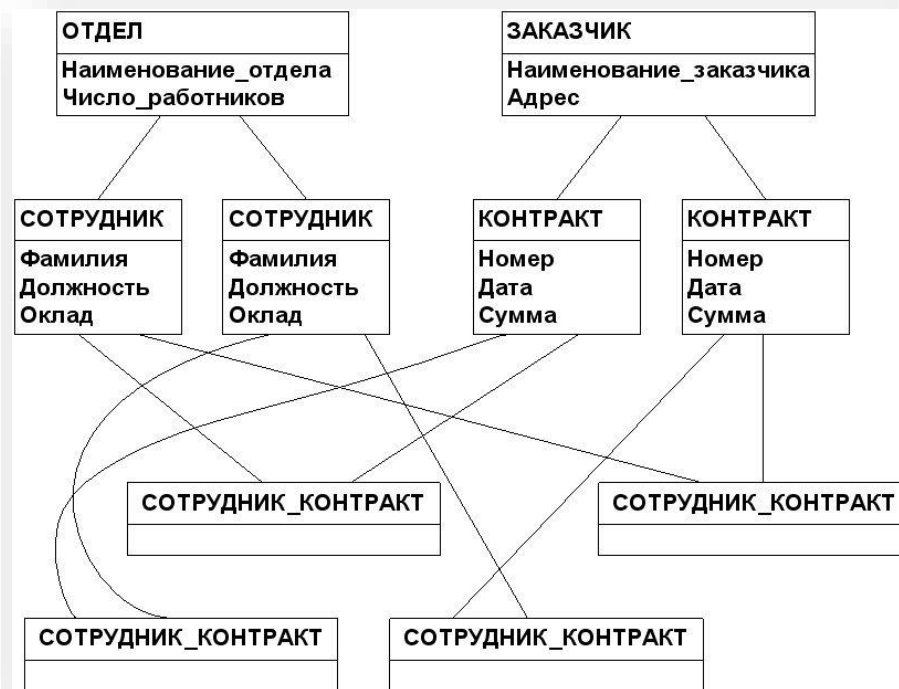 ОТДЕЛ
Наименование_отдела
Число_работников
ЗАКАЗЧИК
Наименование_заказчика
Адрес
СОТРУДНИК
Фамилия
Должность
Оклад
СОТРУДНИК
Фамилия
Должность
Оклад
КОНТРАКТ
Номер
Дата
Сумма
КОНТРАКТ
Номер
Дата
Сумма
СОТРУДНИК_КОНТРАКТ
СОТРУДНИК_КОНТРАКТ
СОТРУДНИК_КОНТРАКТ
СОТРУДНИК_КОНТРАКТ